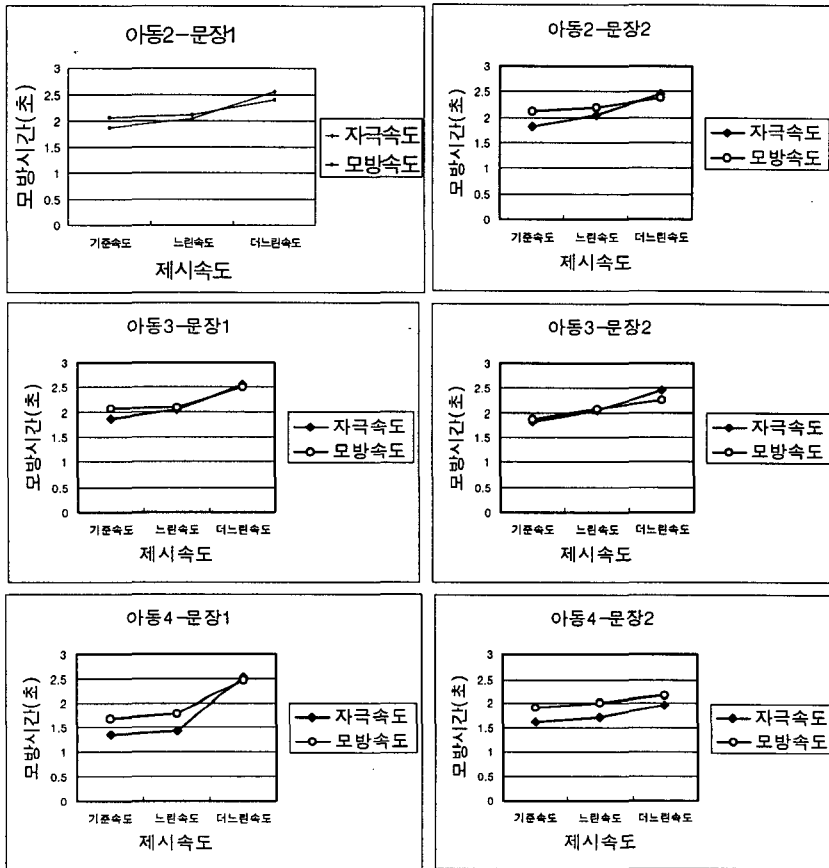 아동2-문장1
3
2.5
2
1.5
1
0.5
0
모방시간(초)
기준속도 느린속도 더느린속도
제시속도
자극속도
모방속도
아동2-문장2
3
2.5
2
1.5
1
0.5
0
모방시간(초)
기준속도 느린속도 더느린속도
제시속도
자극속도
모방속도
아동3-문장1
3
2.5
2
1.5
1
0.5
0
모방시간(초)
기준속도 느린속도 더느린속도
제시속도
자극속도
모방속도
아동3-문장2
3
2.5
2
1.5
1
0.5
0
모방시간(초)
기준속도 느린속도 더느린속도
제시속도
자극속도
모방속도
아동4-문장1
3
2.5
2
1.5
1
0.5
0
모방시간(초)
기준속도 느린속도 더느린속도
제시속도
자극속도
모방속도
아동4-문장2
3
2.5
2
1.5
1
0.5
0
모방시간(초)
기준속도 느린속도 더느린속도
제시속도
자극속도
모방속도